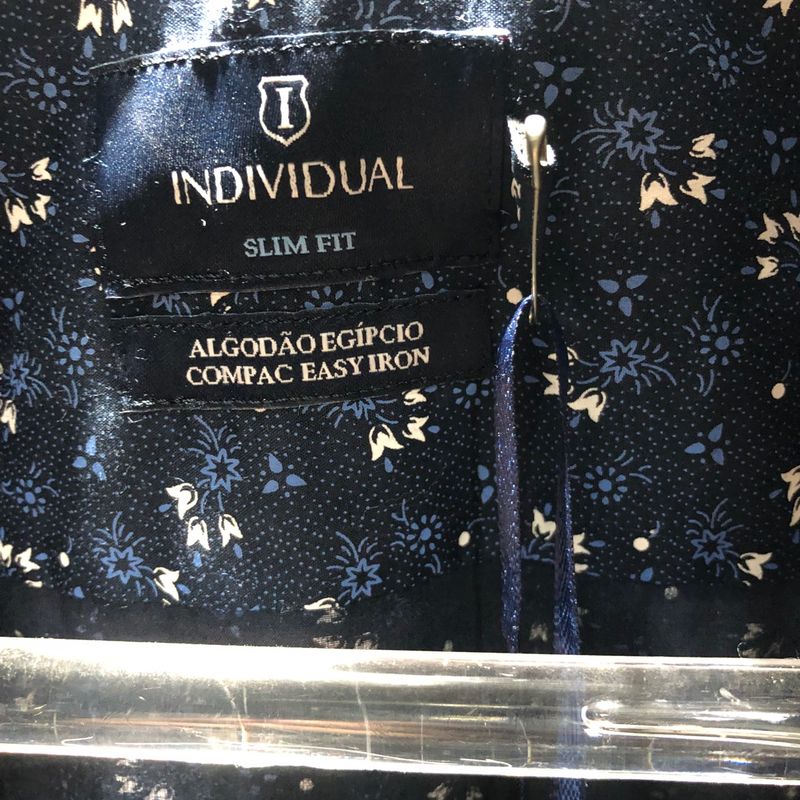 I
INDIVIDUAL
SLIM FIT
ALGODÃO EGÍPCIO
COMPAC EASY IRON